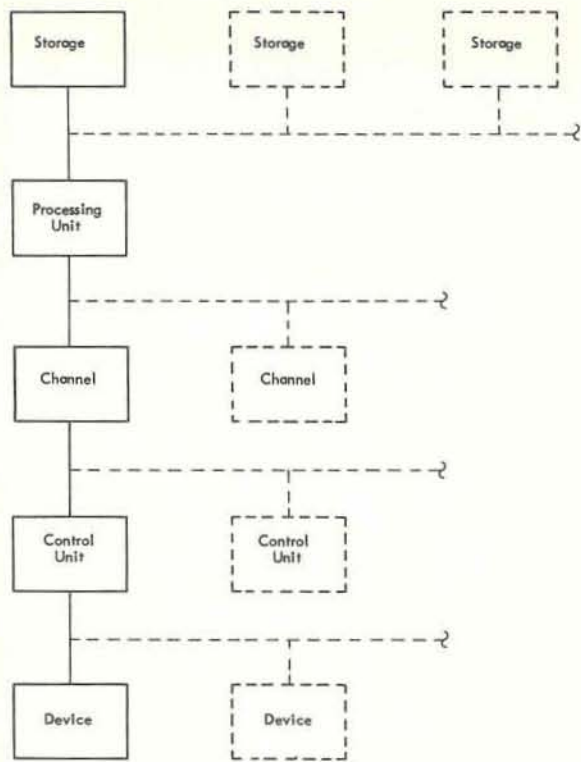 Storage
Storage
Storage
Processing
Unit
Channel
Channel
Control
Unit
Control
Unit
Device
Device